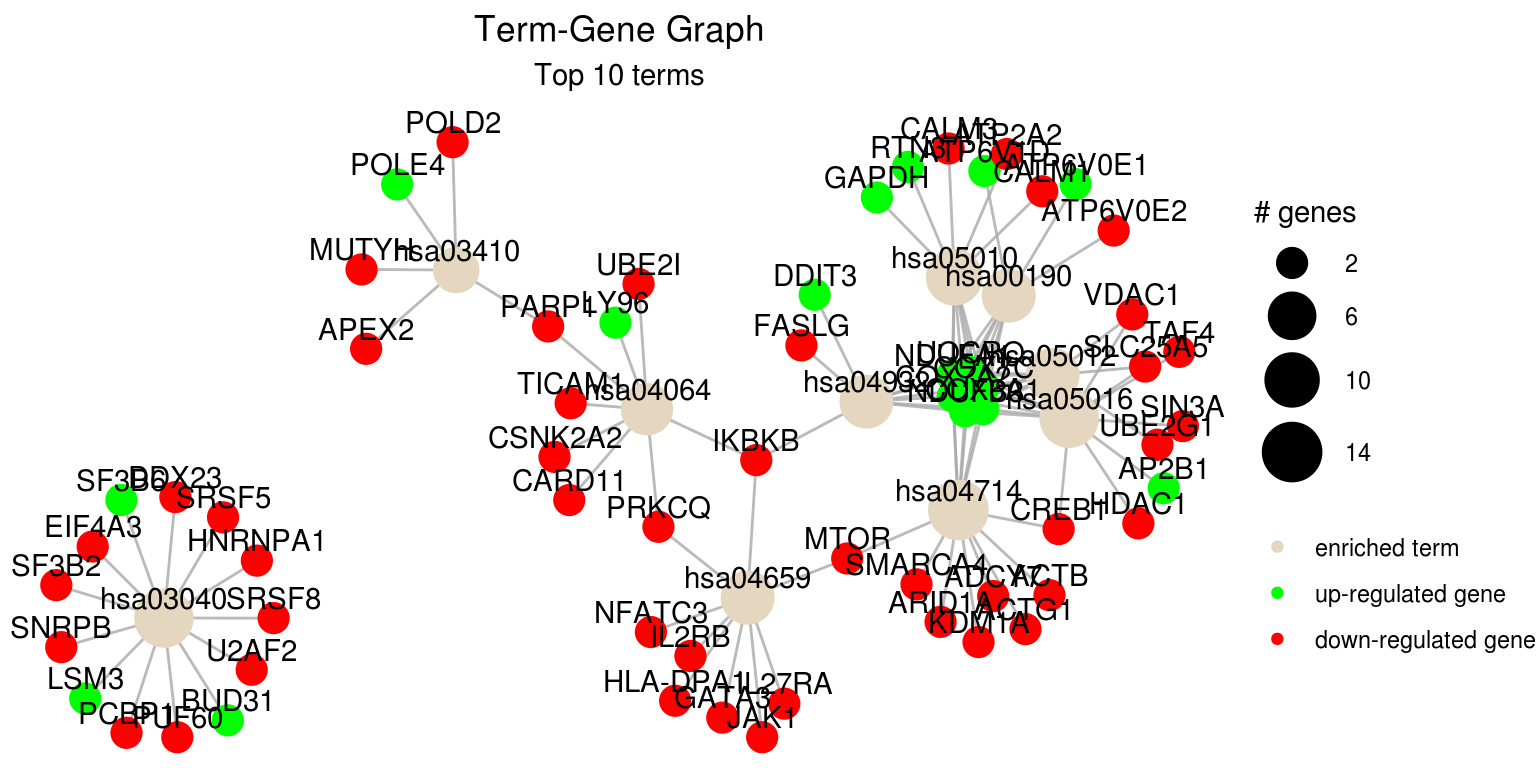 Term-Gene Graph
Top 10 terms
POLD2
POLE4
MUTYH
hsa03410
APEX2
PARP1
UBE2I
LY96
TICAM1
hsa04064
CSNK2A2
CARD11
IKBKB
PRKCQ
DDIT3
FASLG
CALM3
ATP2A2
RTN3
ATP6V1D
GAPDH
CALM1
ATP6V0E1
ATP6V0E2
hsa05010
hsa00190
VDAC1
TAF4
SLC25A5
hsa05012
hsa05016
SIN3A
UBE2G1
AP2B1
HDAC1
CREB1
hsa04714
MTOR
SMARCA4
ADCY7
ACTB
ARID1A
ACTG1
KDM1A
hsa04659
NFATC3
IL2RB
HLA-DPA1
IL27RA
GATA3
JAK1
SF3B6
DDX23
SRSF5
EIF4A3
HNRNPA1
SF3B2
hsa03040
SRSF8
SNRPB
U2AF2
LSM3
BUD31
PCBP1
PUF60
# genes
2
6
10
14
enriched term
up-regulated gene
down-regulated gene